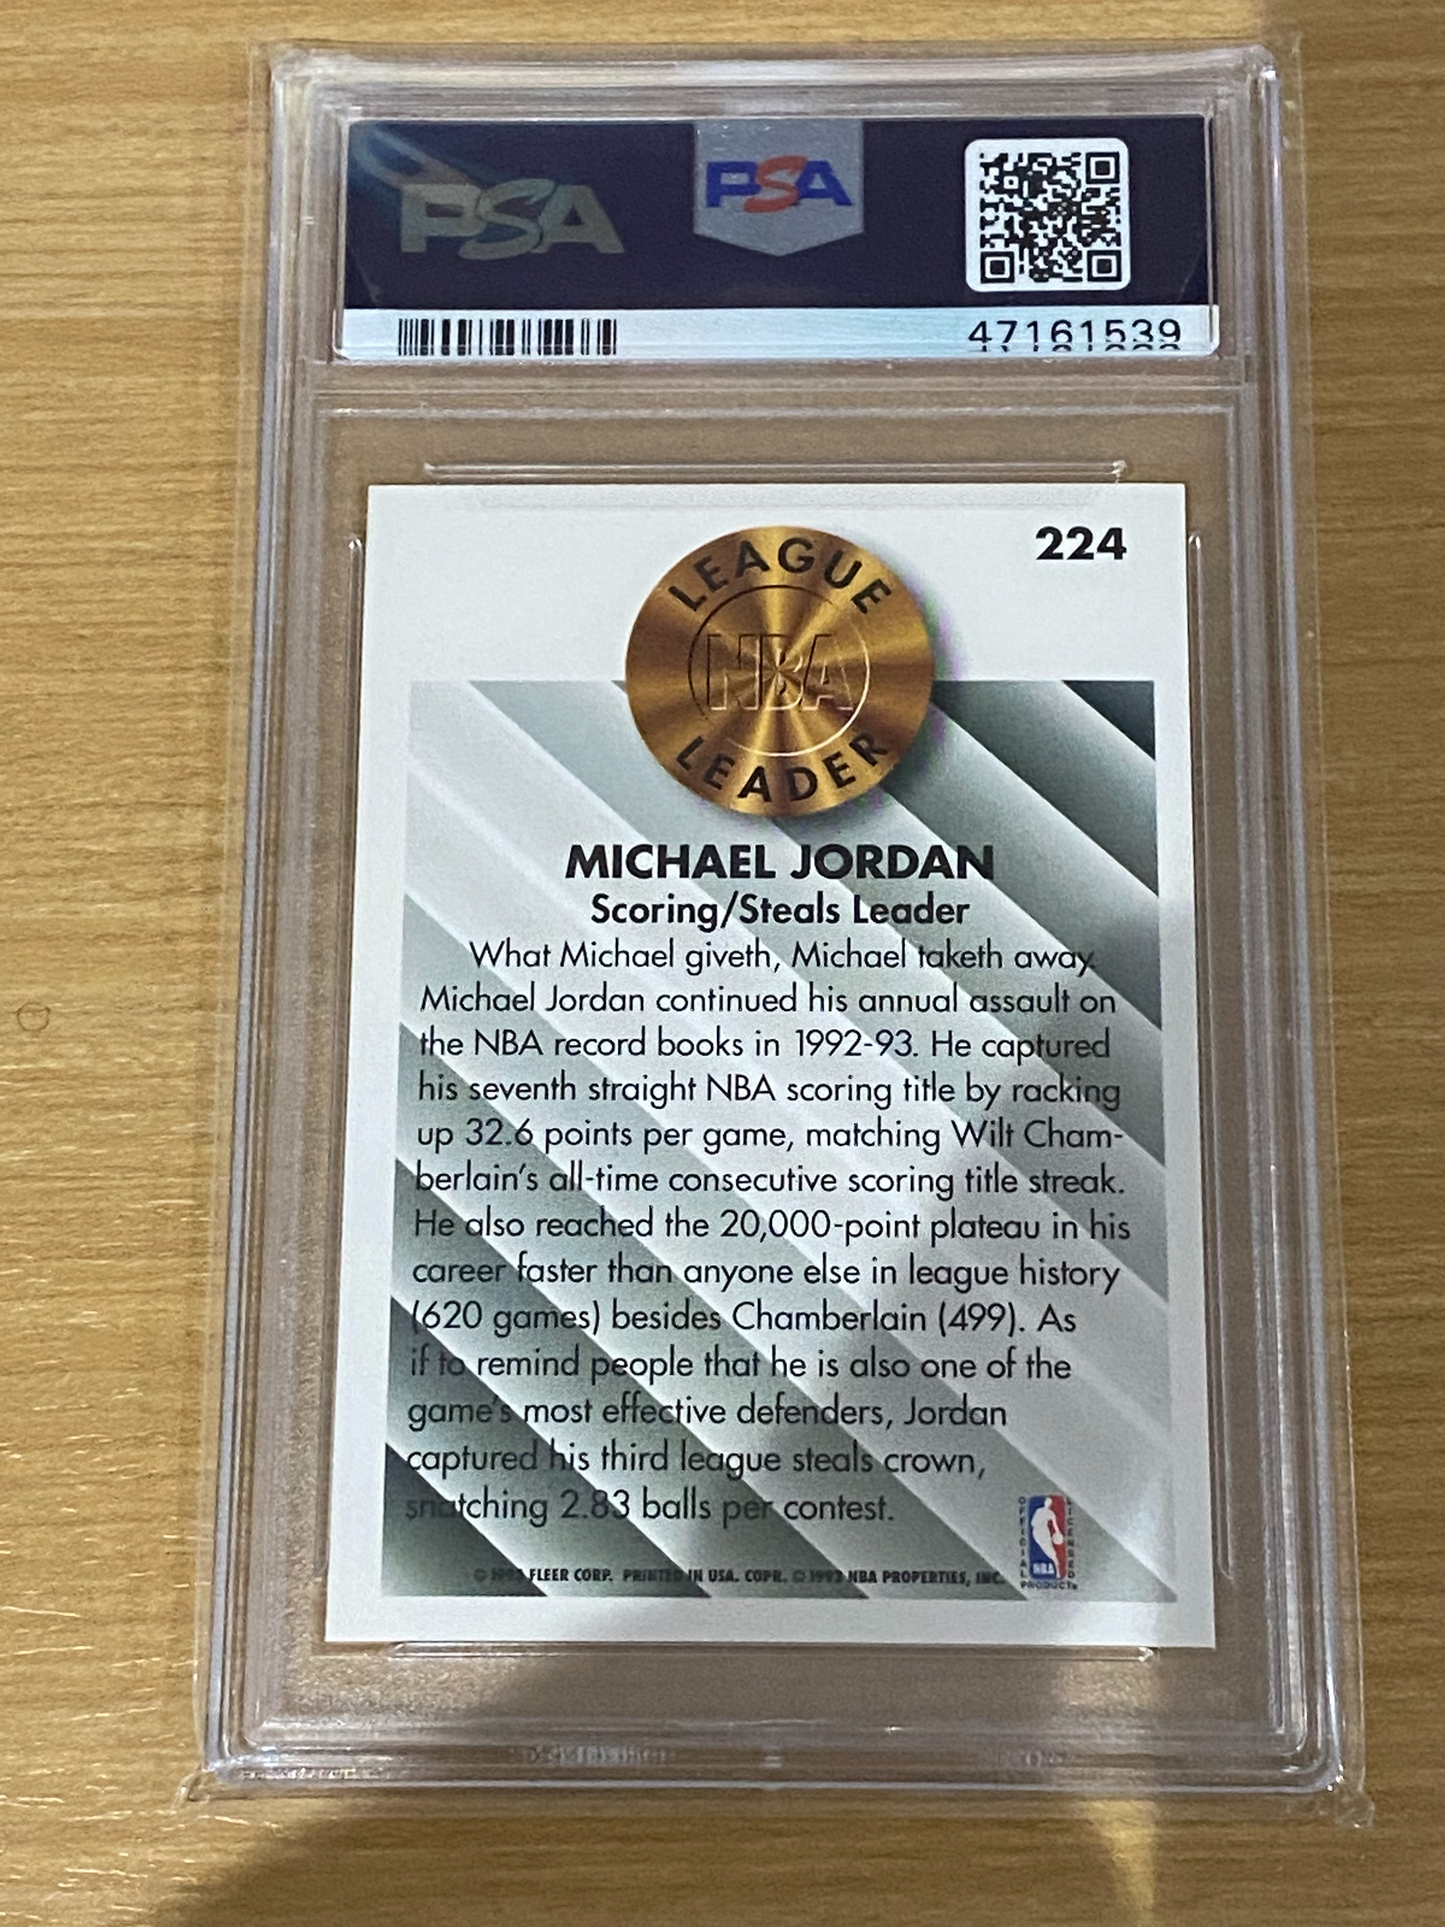 PSA
PSA
47161539
224
LEAGUE
NBA
LEADER
MICHAEL JORDAN
Scoring/Steals Leader
What Michael giveth, Michael taketh away.
Michael Jordan continued his annual assault on
the NBA record books in 1992-93. He captured
his seventh straight NBA scoring title by racking
up 32.6 points per game, matching Wilt Cham-
berlain's all-time consecutive scoring title streak.
He also reached the 20,000-point plateau in his
career faster than anyone else in league history
(620 games) besides Chamberlain (499). As
if to remind people that he is also one of the
game's most effective defenders, Jordan
captured his third league steals crown,
snatching 2.83 balls per contest.
© 1993 FLEER CORP. PRINTED IN USA. COPR. © 1993 NBA PROPERTIES, INC.
OFFICIAL
LICENSED
NBA
PRODUCT